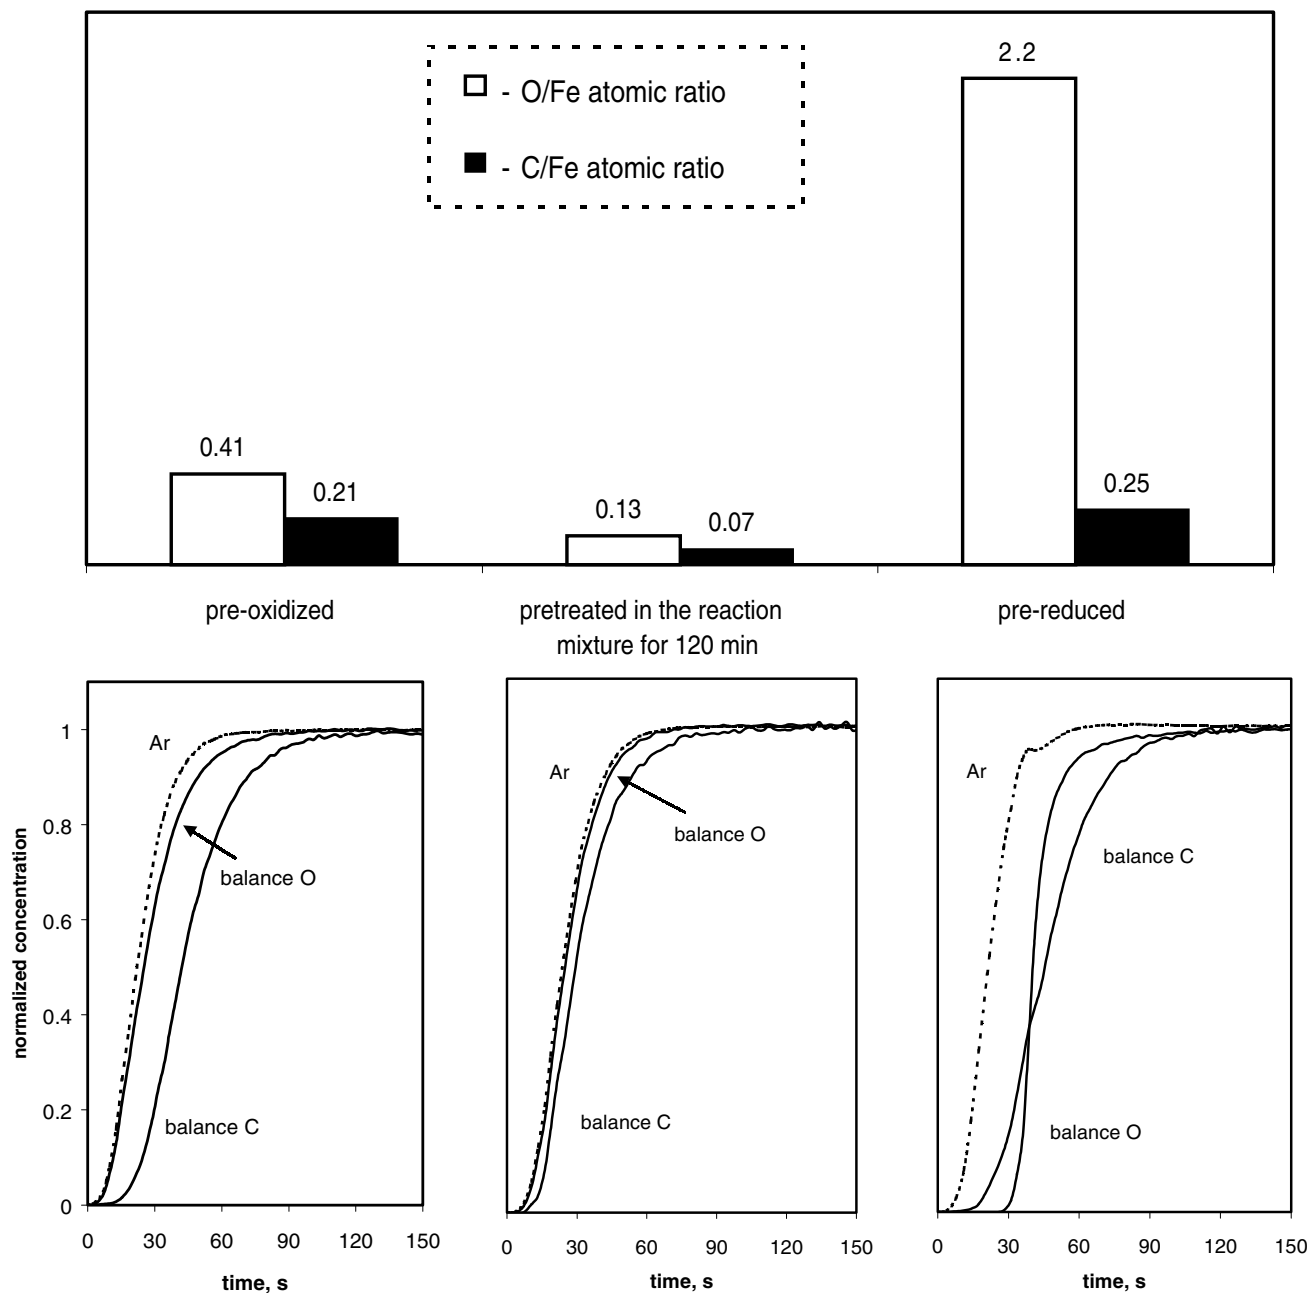 - O/Fe atomic ratio
- C/Fe atomic ratio
2.2
0.41
0.21
0.13
0.07
0.25
pre-oxidized
pretreated in the reaction
mixture for 120 min
pre-reduced
normalized concentration
1
0.8
0.6
0.4
0.2
0
Ar
balance O
balance C
0 30 60 90 120 150
time, s
Ar
balance O
balance C
0 30 60 90 120 150
time, s
Ar
balance C
balance O
0 30 60 90 120 150
time, s